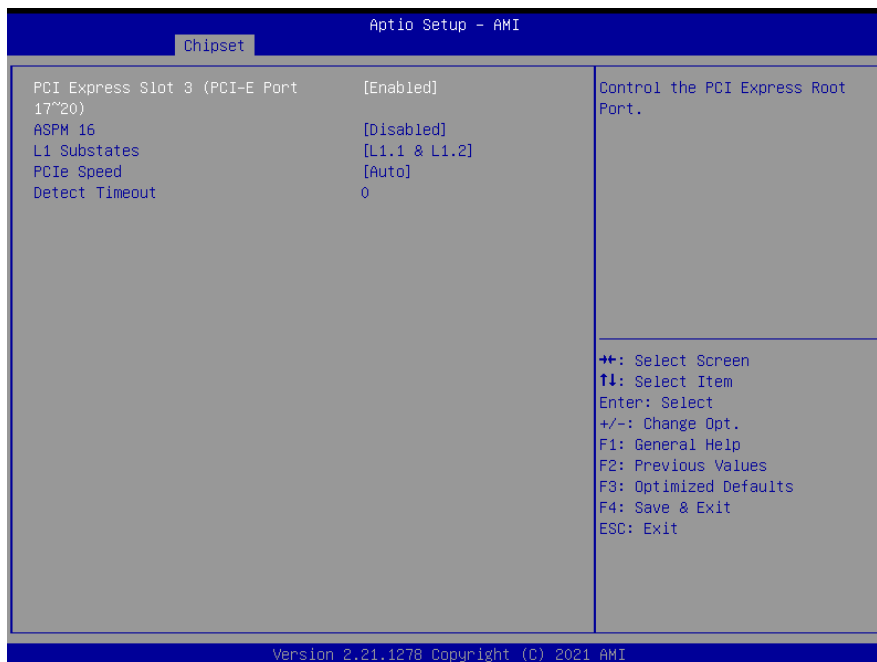 Aptio Setup – AMI
Chipset
PCI Express Slot 3 (PCI-E Port [Enabled]
17~20)
ASPM 16 [Disabled]
L1 Substates [L1.1 & L1.2]
PCIe Speed [Auto]
Detect Timeout 0
Control the PCI Express Root
Port.
→←: Select Screen
↑↓: Select Item
Enter: Select
+/-: Change Opt.
F1: General Help
F2: Previous Values
F3: Optimized Defaults
F4: Save & Exit
ESC: Exit
Version 2.21.1278 Copyright (C) 2021 AMI